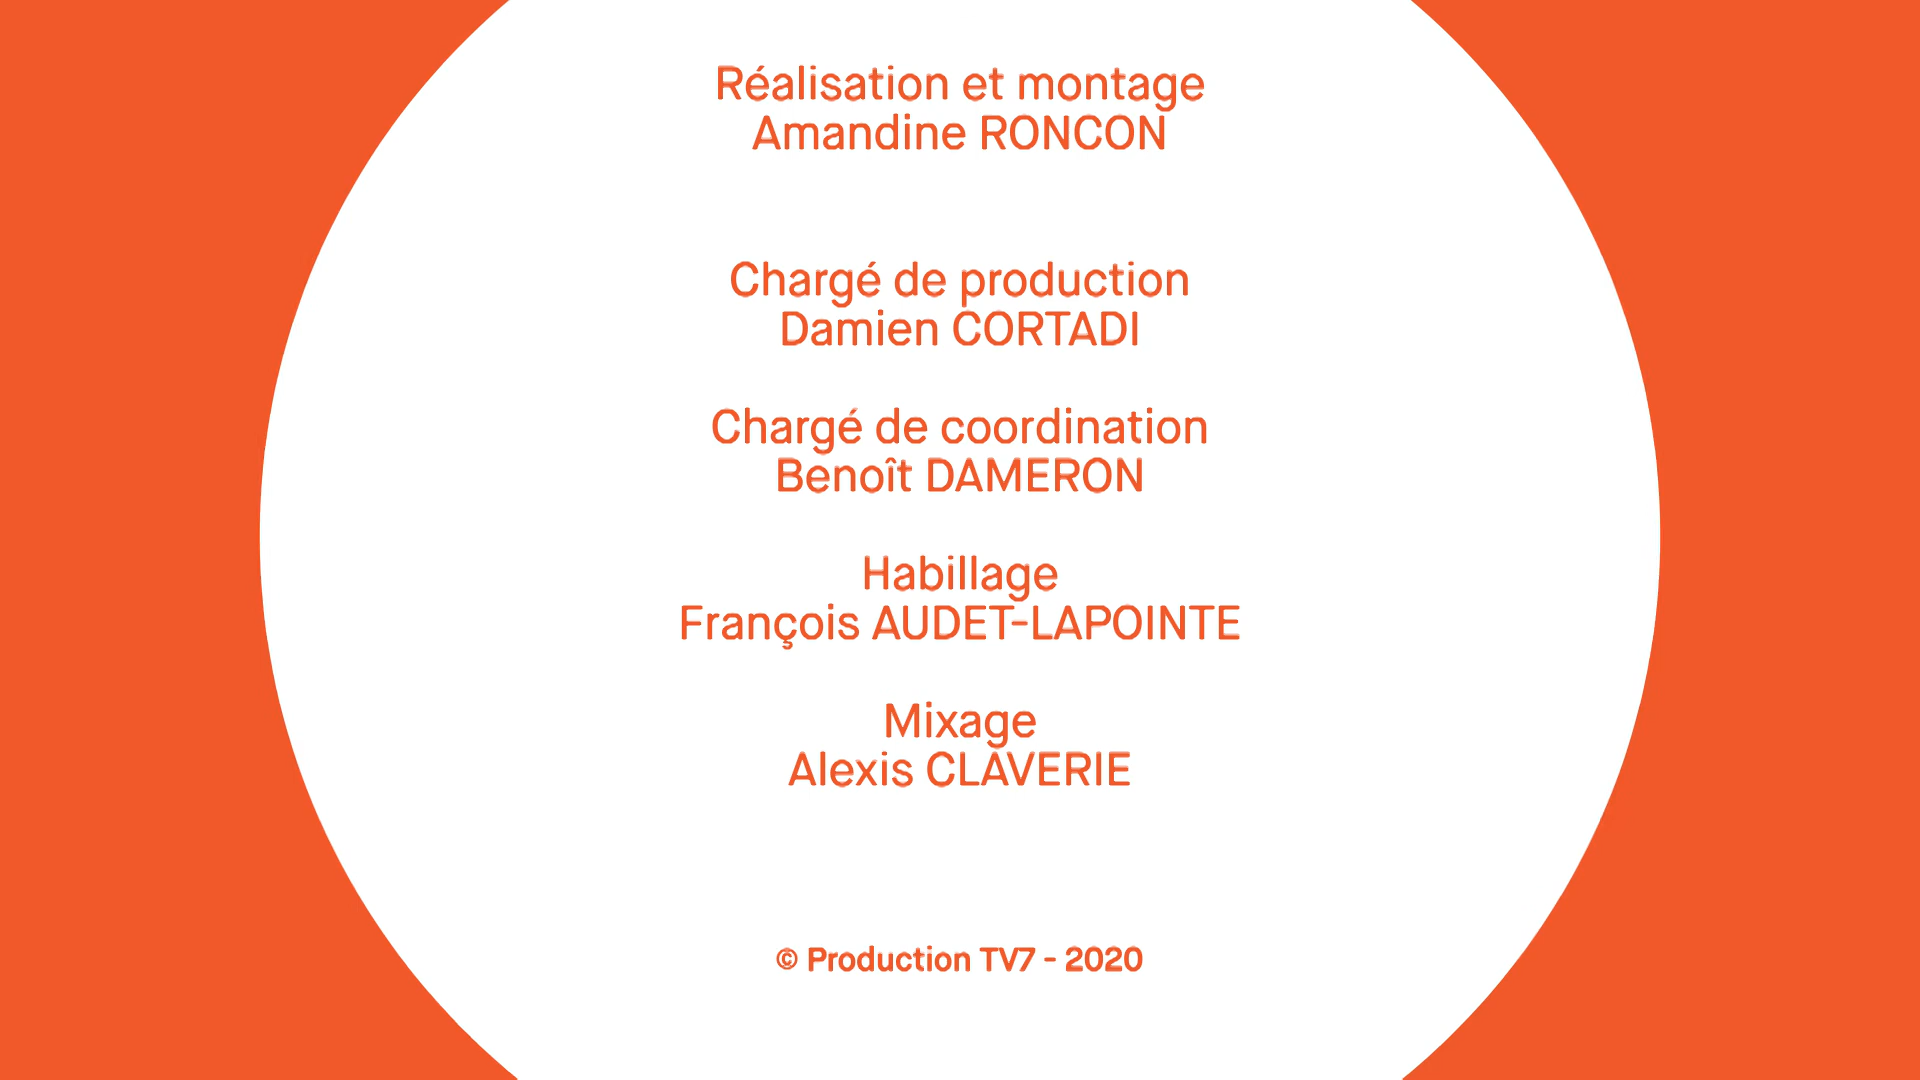 Réalisation et montage
Amandine RONCON
Chargé de production
Damien CORTADI
Chargé de coordination
Benoît DAMERON
Habillage
François AUDET-LAPOINTE
Mixage
Alexis CLAVERIE
© Production TV7 - 2020